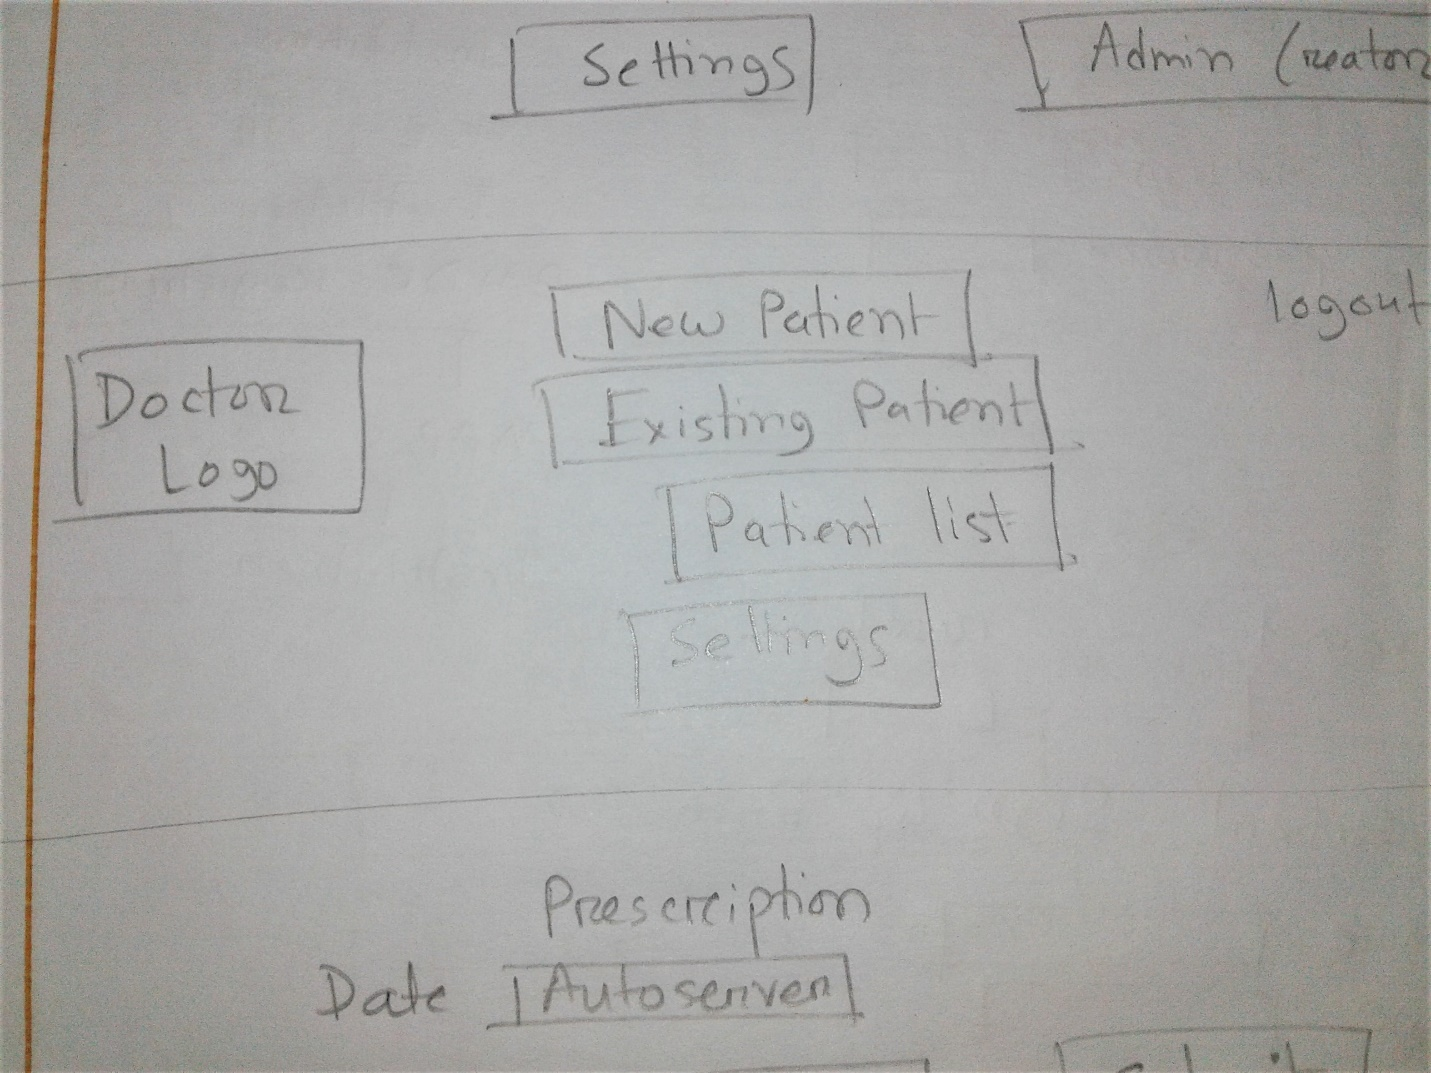 Settings
Admin Creator
New Patient
logout
Doctor
Logo
Existing Patient
Patient list
Settings
Prescription
Date Autoserver